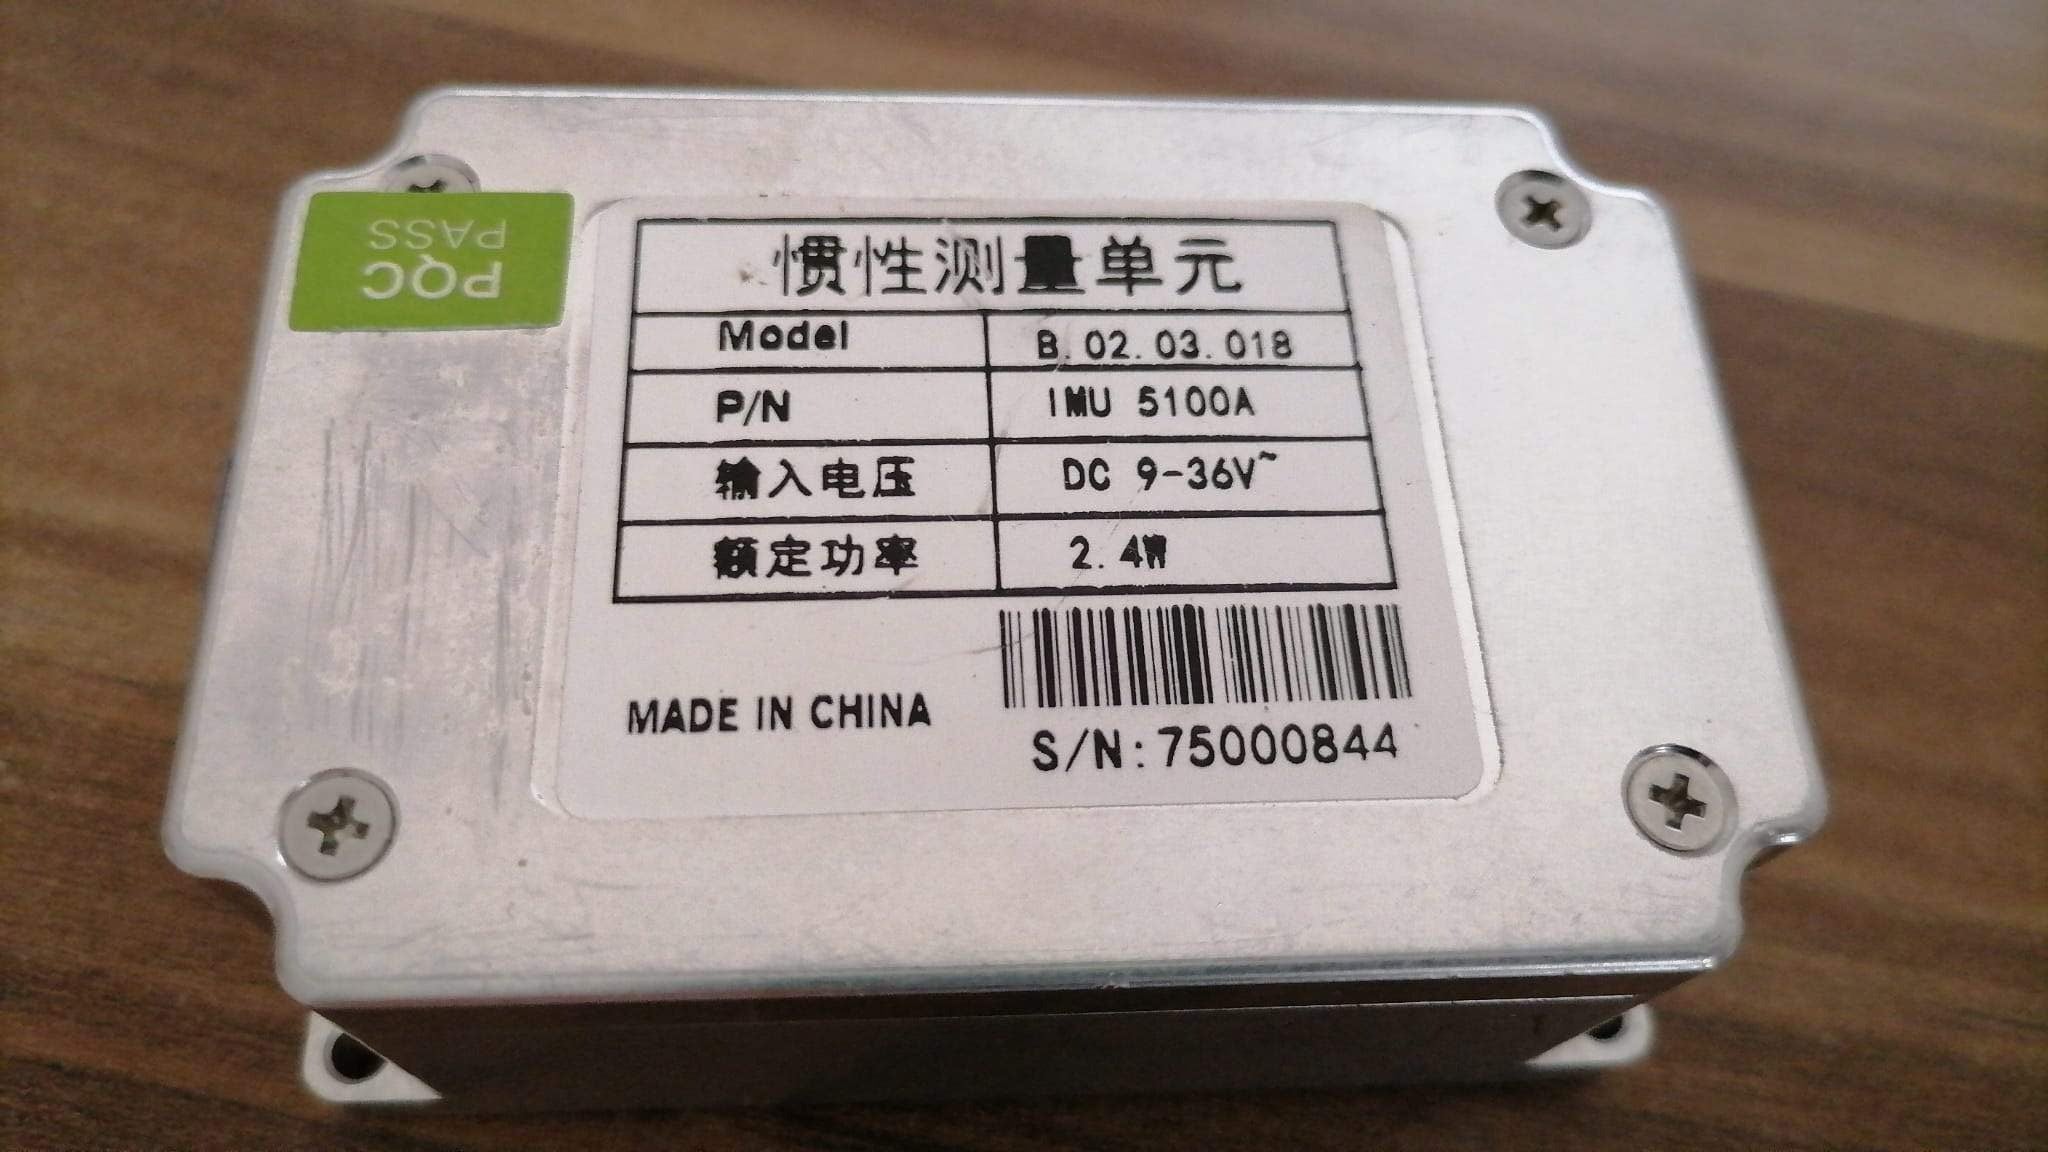 PQC
PASS
惯性测量单元
Model B.02.03.018
P/N IMU 5100A
输入电压 DC 9-36V~
额定功率 2.4W
MADE IN CHINA
S/N:75000844